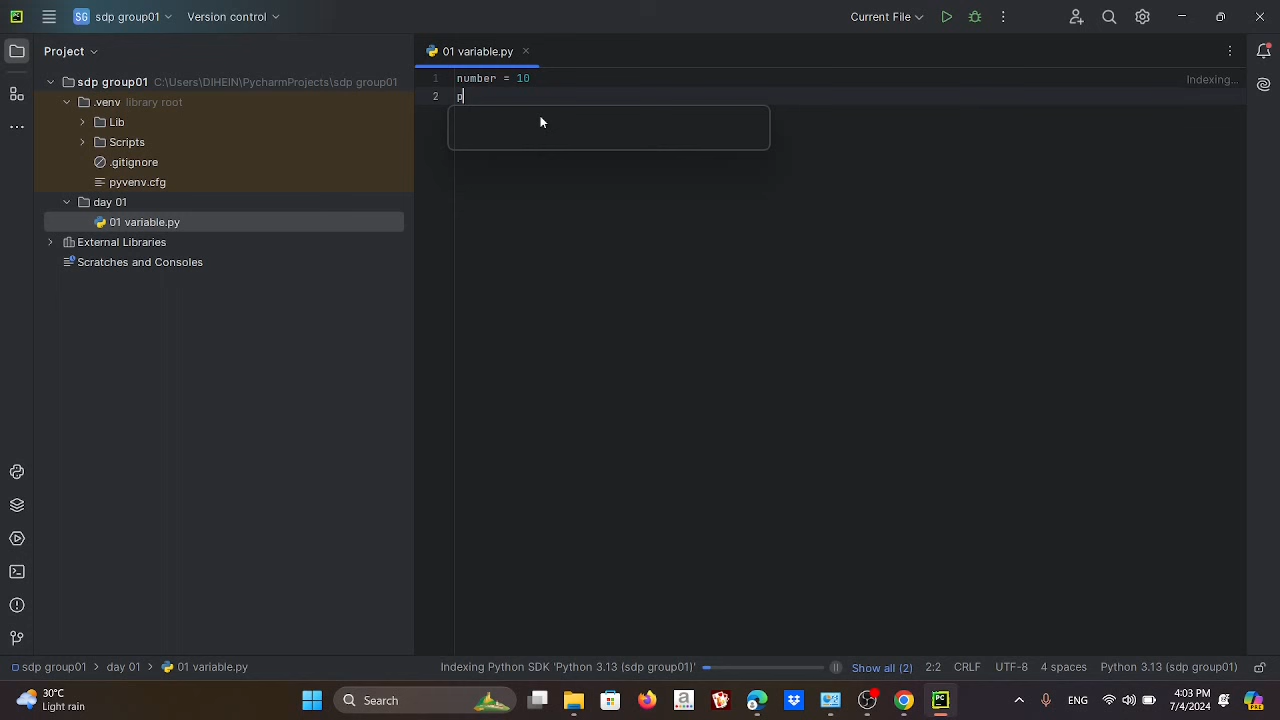 SG sdp group01 Version control Current File
Project
01 variable.py
sdp group01 C:\Users\DIHEIN\PycharmProjects\sdp group01
.venv library root
Lib
Scripts
.gitignore
pyvenv.cfg
day 01
01 variable.py
External Libraries
Scratches and Consoles
1 number = 10
Indexing...
2 p
sdp group01 > day 01 > 01 variable.py Indexing Python SDK 'Python 3.13 (sdp group01)' Show all (2) 2:2 CRLF UTF-8 4 spaces Python 3.13 (sdp group01)
30°C
Light rain
Search
ENG
4:03 PM
7/4/2024